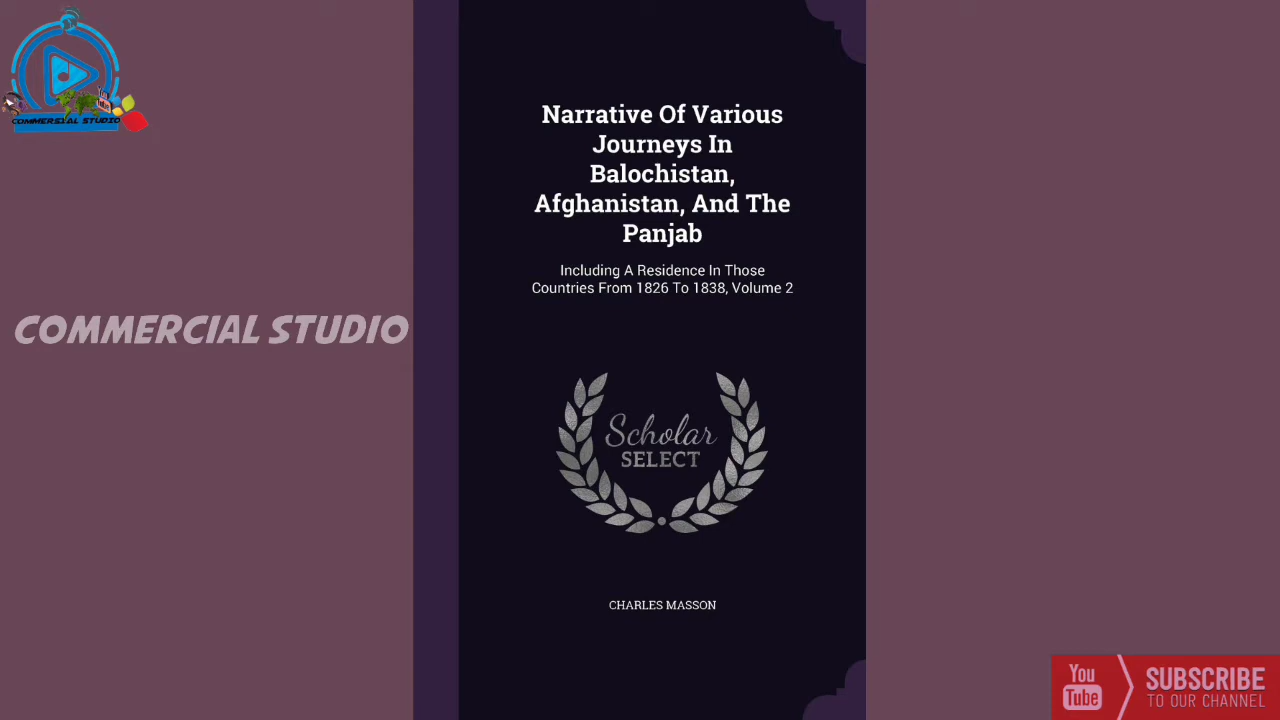 COMMERCIAL STUDIO
Narrative Of Various
Journeys In
Balochistan,
Afghanistan, And The
Panjab
Including A Residence In Those
Countries From 1826 To 1838, Volume 2
COMMERCIAL STUDIO
Scholar
SELECT
CHARLES MASSON
You
Tube
SUBSCRIBE
TO OUR CHANNEL